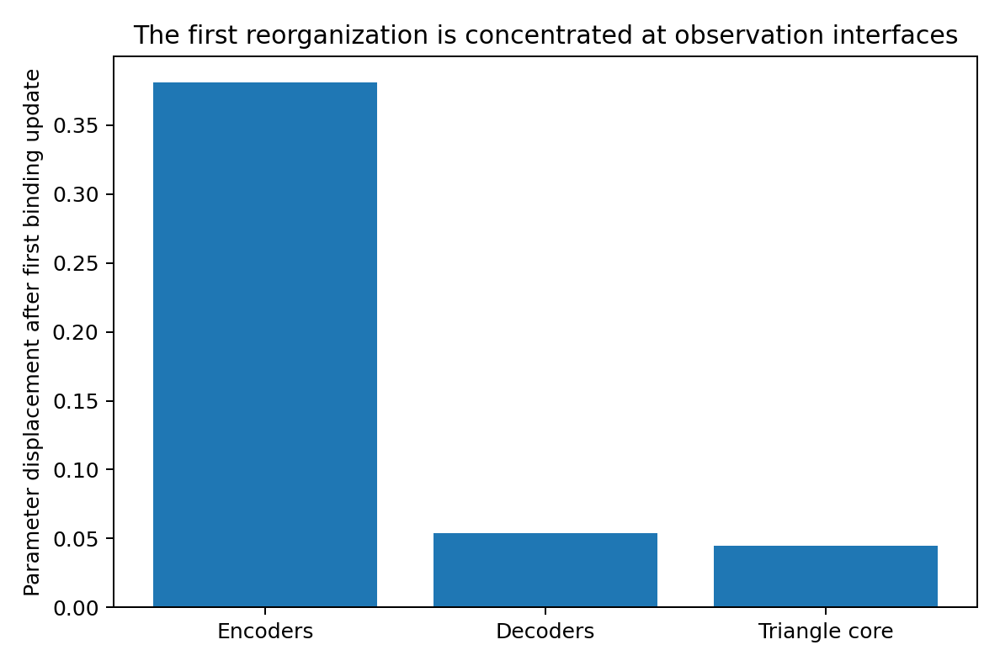 The first reorganization is concentrated at observation interfaces
Parameter displacement after first binding update
0.35
0.30
0.25
0.20
0.15
0.10
0.05
0.00
Encoders
Decoders
Triangle core